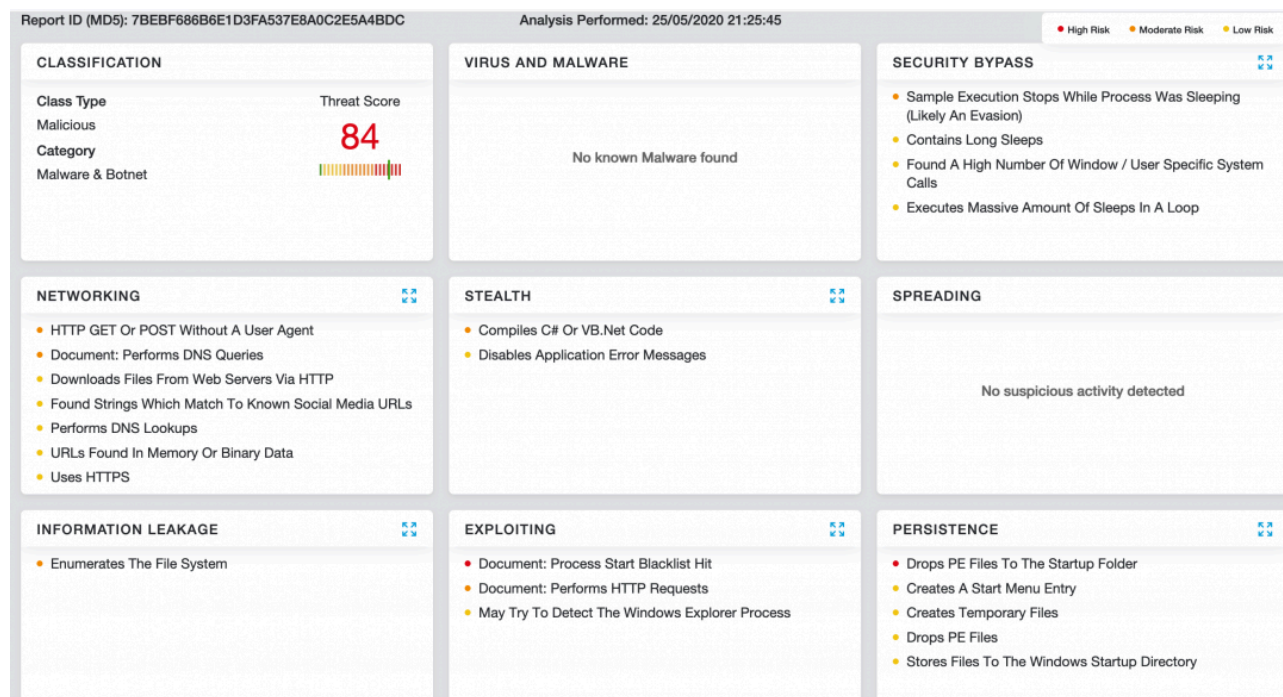 Report ID (MD5): 7BEBF686B6E1D3FA537E8A0C2E5A4BDC
Analysis Performed: 25/05/2020 21:25:45
High Risk
Moderate Risk
Low Risk
CLASSIFICATION
Class Type
Threat Score
Malicious
84
Category
Malware & Botnet
VIRUS AND MALWARE
No known Malware found
SECURITY BYPASS
Sample Execution Stops While Process Was Sleeping
(Likely An Evasion)
Contains Long Sleeps
Found A High Number Of Window / User Specific System
Calls
Executes Massive Amount Of Sleeps In A Loop
NETWORKING
HTTP GET Or POST Without A User Agent
Document: Performs DNS Queries
Downloads Files From Web Servers Via HTTP
Found Strings Which Match To Known Social Media URLs
Performs DNS Lookups
URLs Found In Memory Or Binary Data
Uses HTTPS
STEALTH
Compiles C# Or VB.Net Code
Disables Application Error Messages
SPREADING
No suspicious activity detected
INFORMATION LEAKAGE
Enumerates The File System
EXPLOITING
Document: Process Start Blacklist Hit
Document: Performs HTTP Requests
May Try To Detect The Windows Explorer Process
PERSISTENCE
Drops PE Files To The Startup Folder
Creates A Start Menu Entry
Creates Temporary Files
Drops PE Files
Stores Files To The Windows Startup Directory